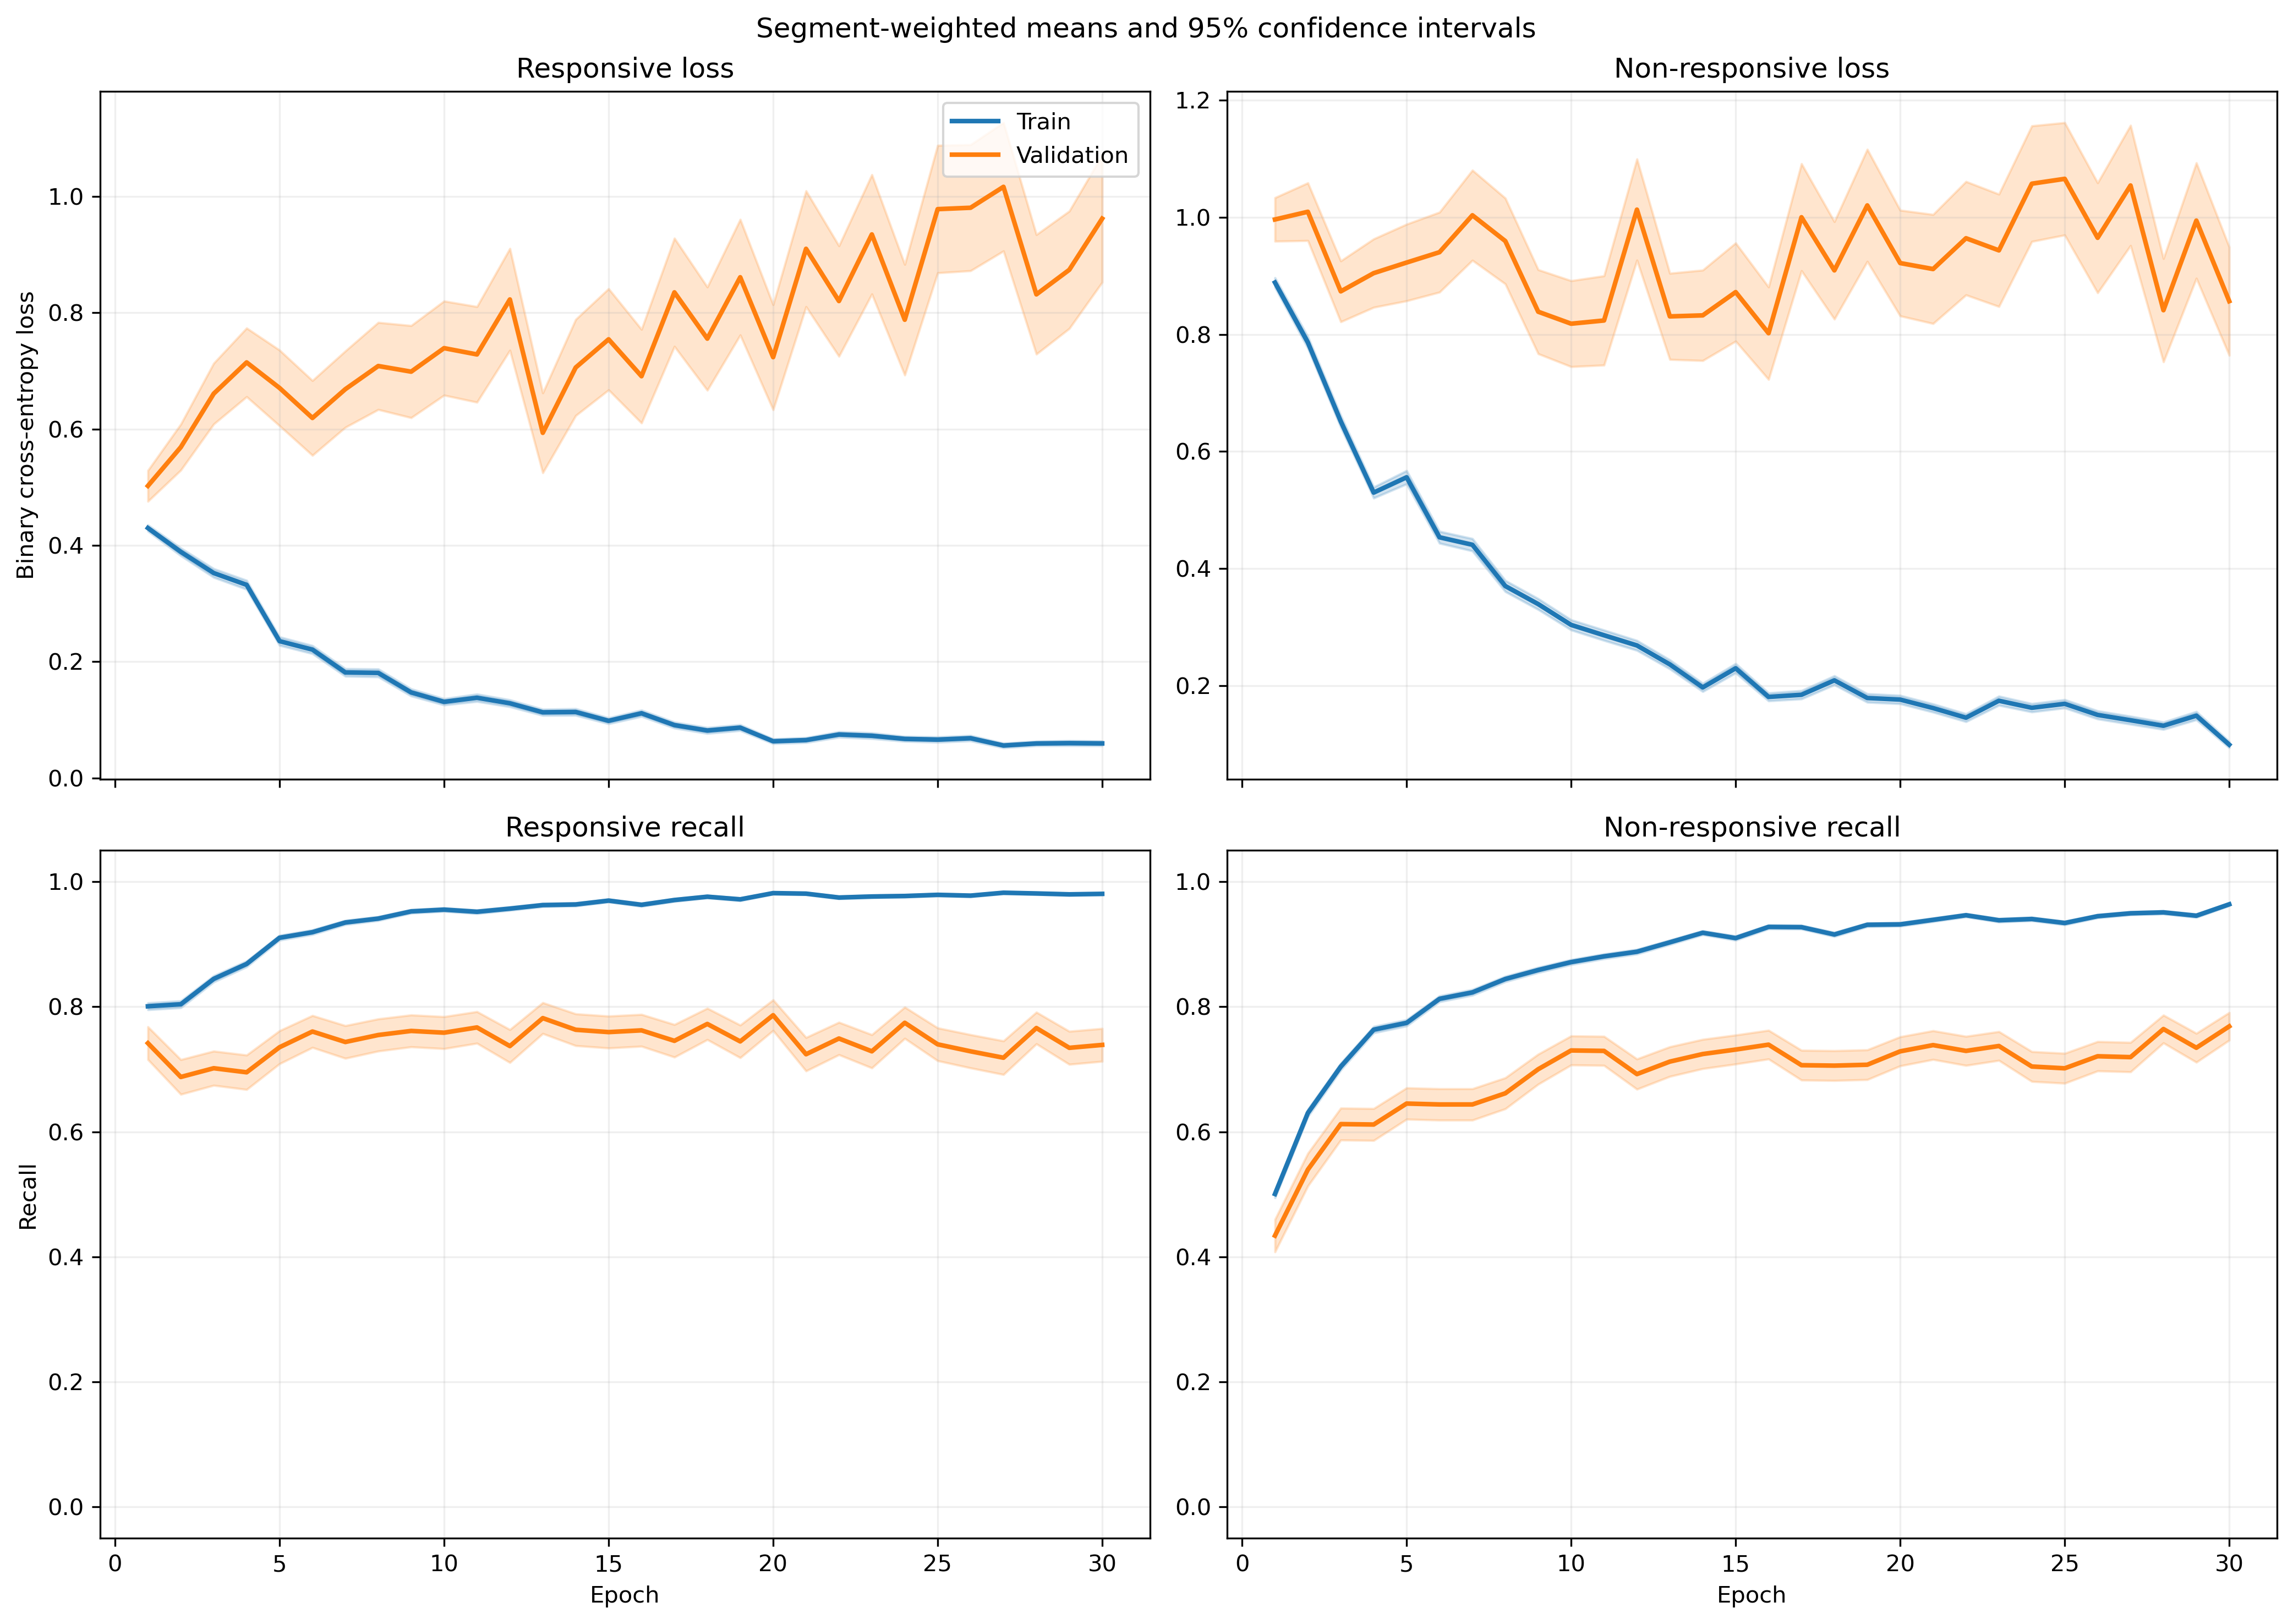 Segment-weighted means and 95% confidence intervals
Responsive loss
Non-responsive loss
Train
Validation
Binary cross-entropy loss
1.0
0.8
0.6
0.4
0.2
0.0
1.2
1.0
0.8
0.6
0.4
0.2
Responsive recall
Non-responsive recall
Recall
1.0
0.8
0.6
0.4
0.2
0.0
0 5 10 15 20 25 30
Epoch
1.0
0.8
0.6
0.4
0.2
0.0
0 5 10 15 20 25 30
Epoch